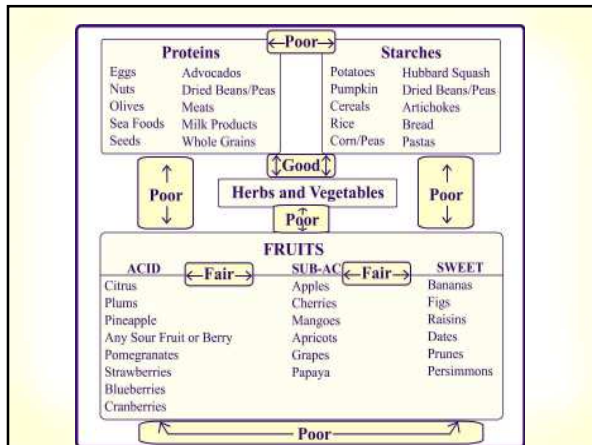 ←Poor→
Proteins
Eggs Advocados
Nuts Dried Beans/Peas
Olives Meats
Sea Foods Milk Products
Seeds Whole Grains
Starches
Potatoes Hubbard Squash
Pumpkin Dried Beans/Peas
Cereals Artichokes
Rice Bread
Corn/Peas Pastas
Good
Poor
Herbs and Vegetables
Poor
Poor
FRUITS
ACID ←Fair→ SUB-AC ←Fair→ SWEET
Citrus Apples Bananas
Plums Cherries Figs
Pineapple Mangoes Raisins
Any Sour Fruit or Berry Apricots Dates
Pomegranates Grapes Prunes
Strawberries Papaya Persimmons
Blueberries
Cranberries
Poor